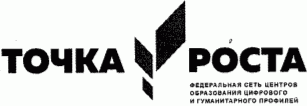 ТОЧКА РОСТА
ФЕДЕРАЛЬНАЯ СЕТЬ ЦЕНТРОВ
ОБРАЗОВАНИЯ ЦИФРОВОГО
И ГУМАНИТАРНОГО ПРОФИЛЕЙ